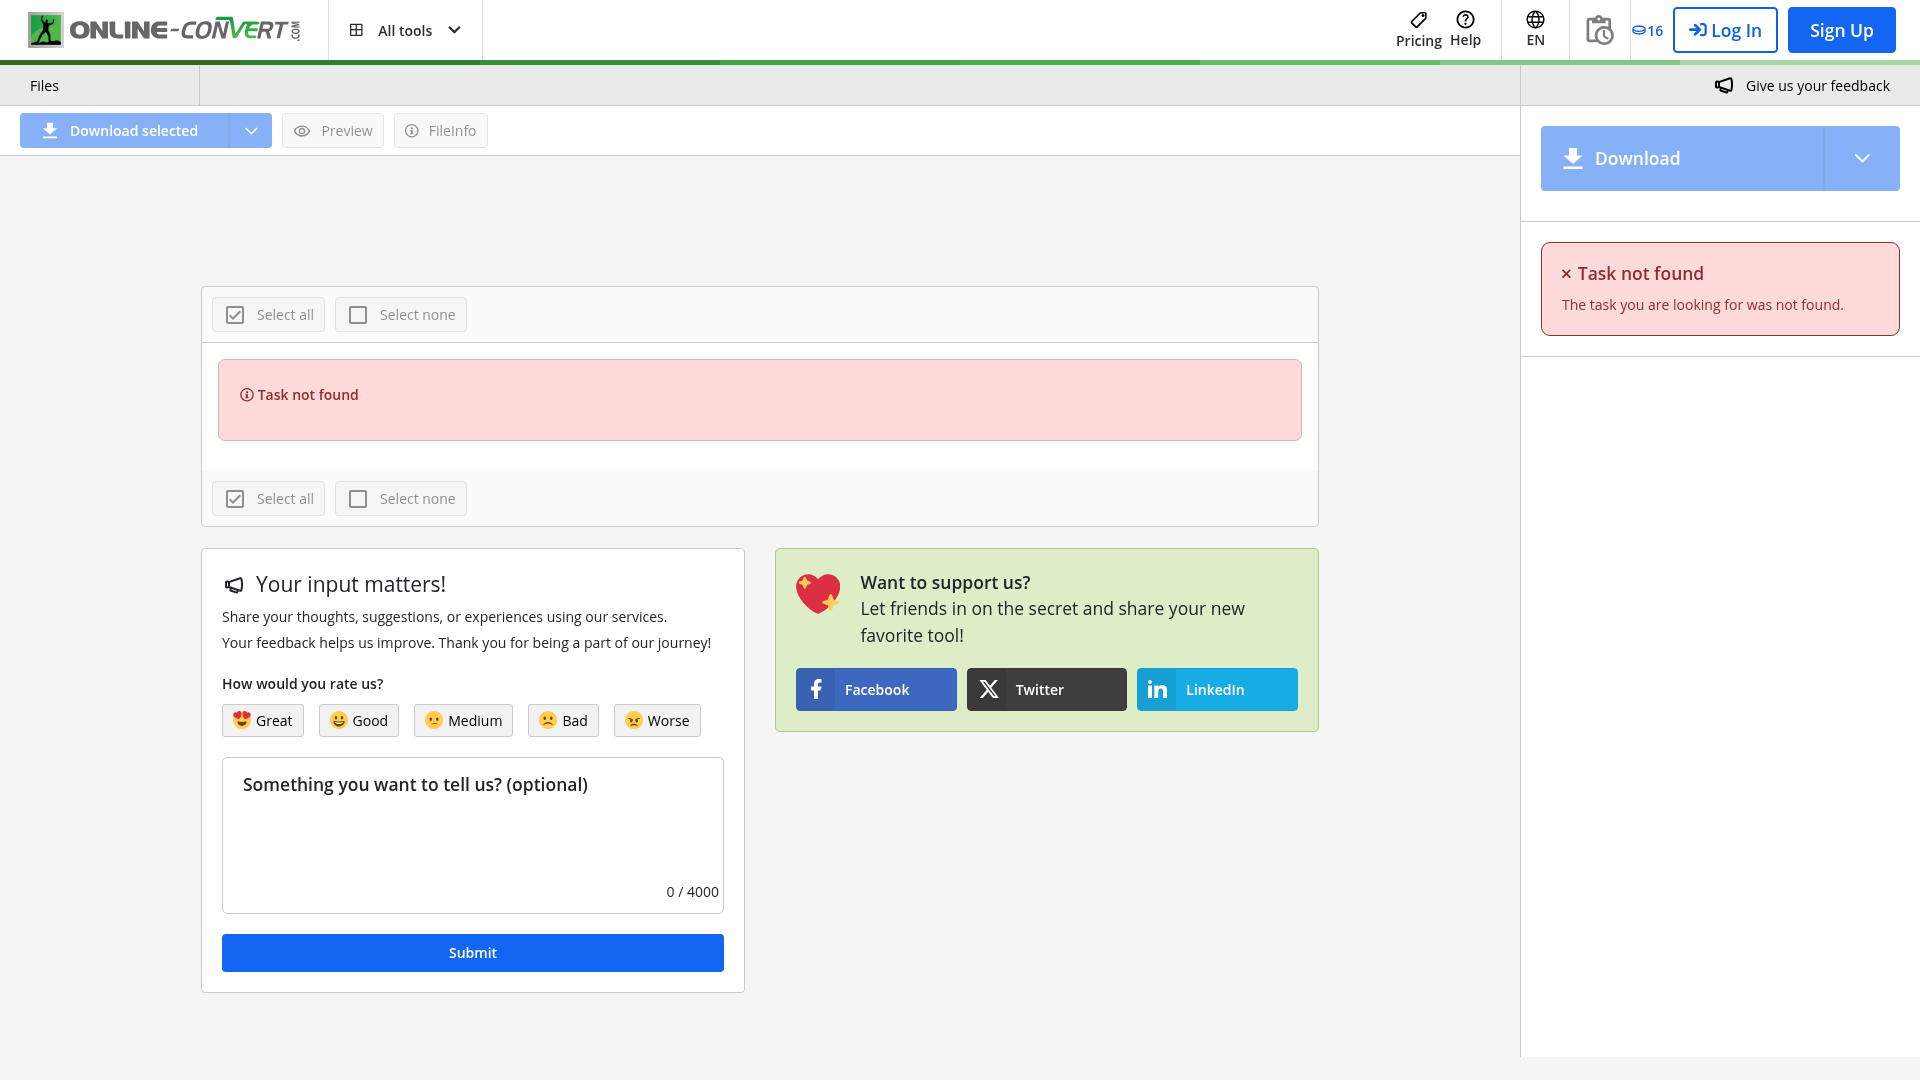 ONLINE-CONVERT.COM
All tools
Pricing
Help
EN
16
Log In
Sign Up
Files
Give us your feedback
Download selected
Preview
FileInfo
Download
Task not found
The task you are looking for was not found.
Select all
Select none
Task not found
Select all
Select none
Your input matters!
Share your thoughts, suggestions, or experiences using our services.
Your feedback helps us improve. Thank you for being a part of our journey!
How would you rate us?
Great
Good
Medium
Bad
Worse
Something you want to tell us? (optional)
0 / 4000
Submit
Want to support us?
Let friends in on the secret and share your new
favorite tool!
Facebook
Twitter
LinkedIn